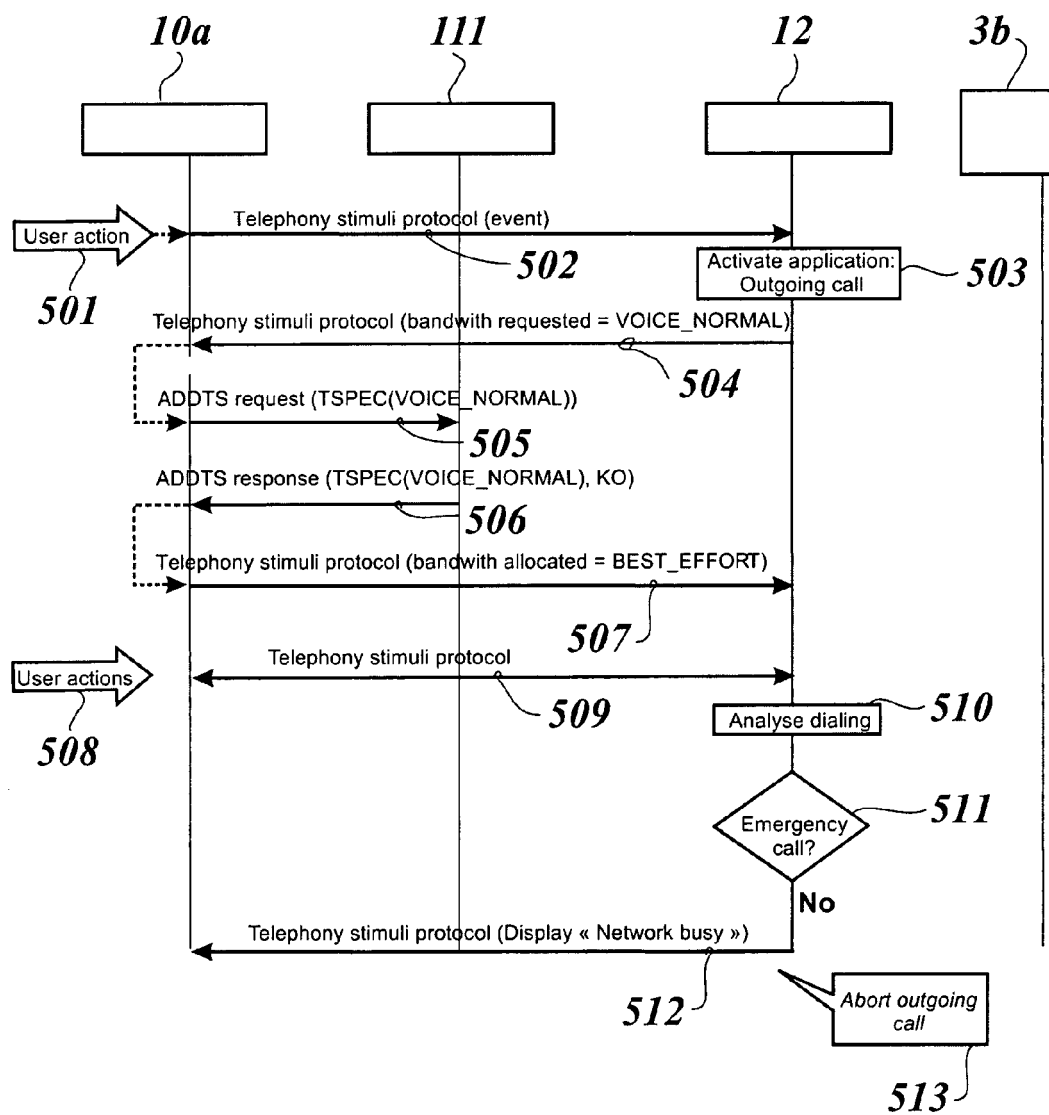 10a
111
12
3b
Telephony stimuli protocol (event)
User action
502
Activate application:
Outgoing call
503
501
Telephony stimuli protocol (bandwith requested = VOICE_NORMAL)
504
ADDTS request (TSPEC(VOICE_NORMAL))
505
ADDTS response (TSPEC(VOICE_NORMAL), KO)
506
Telephony stimuli protocol (bandwith allocated = BEST_EFFORT)
507
Telephony stimuli protocol
User actions
509
508
Analyse dialing
510
Emergency
call?
511
No
Telephony stimuli protocol (Display « Network busy »)
512
Abort outgoing
call
513